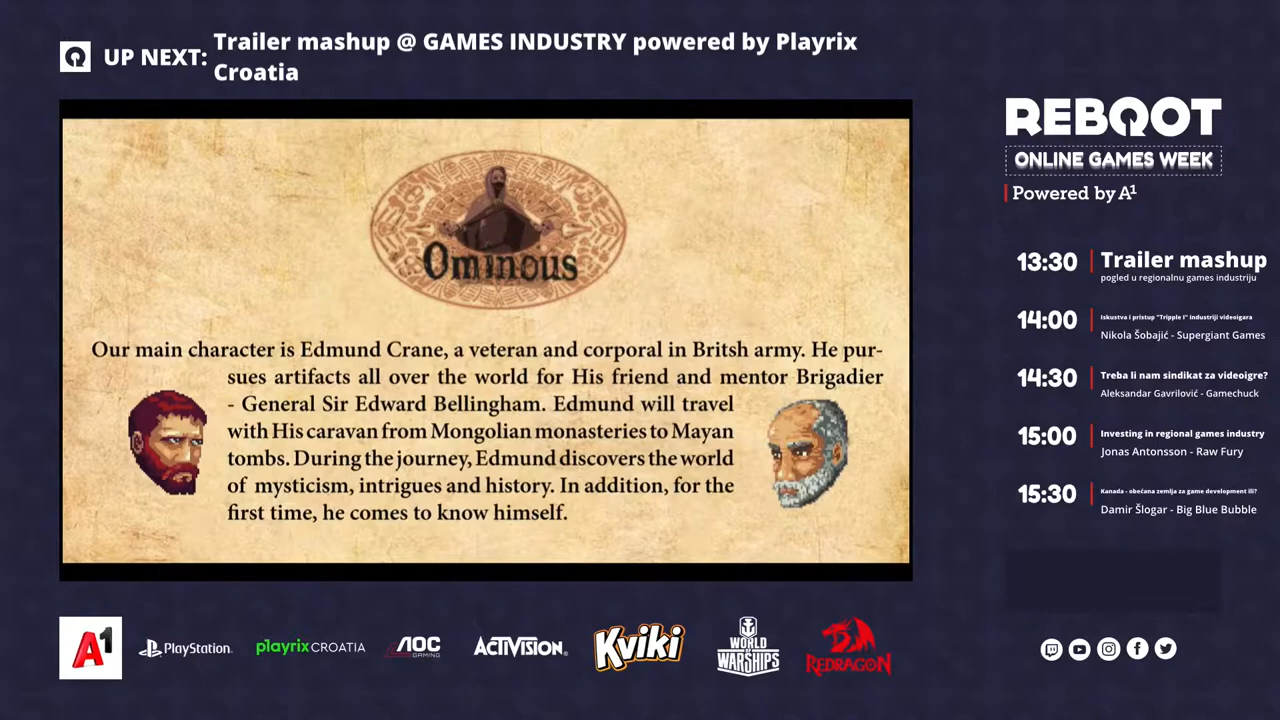 UP NEXT: Trailer mashup @ GAMES INDUSTRY powered by Playrix
Croatia
Ominous
Our main character is Edmund Crane, a veteran and corporal in Britsh army. He pur-
sues artifacts all over the world for His friend and mentor Brigadier
- General Sir Edward Bellingham. Edmund will travel
with His caravan from Mongolian monasteries to Mayan
tombs. During the journey, Edmund discovers the world
of mysticism, intrigues and history. In addition, for the
first time, he comes to know himself.
REBOOT
ONLINE GAMES WEEK
Powered by A1
13:30 Trailer mashup
pogled u regionalnu games industriju
14:00 Iskustva i pristup "Tripple I" industriji videoigara
Nikola Šobajić - Supergiant Games
14:30 Treba li nam sindikat za videoigre?
Aleksandar Gavrilović - Gamechuck
15:00 Investing in regional games industry
Jonas Antonsson - Raw Fury
15:30 Kanada - obećana zemlja za game development ili?
Damir Šlogar - Big Blue Bubble
A1 PlayStation. playrix CROATIA AOC GAMING ACTIVISION. Kviki WORLD OF WARSHIPS REDRAGON